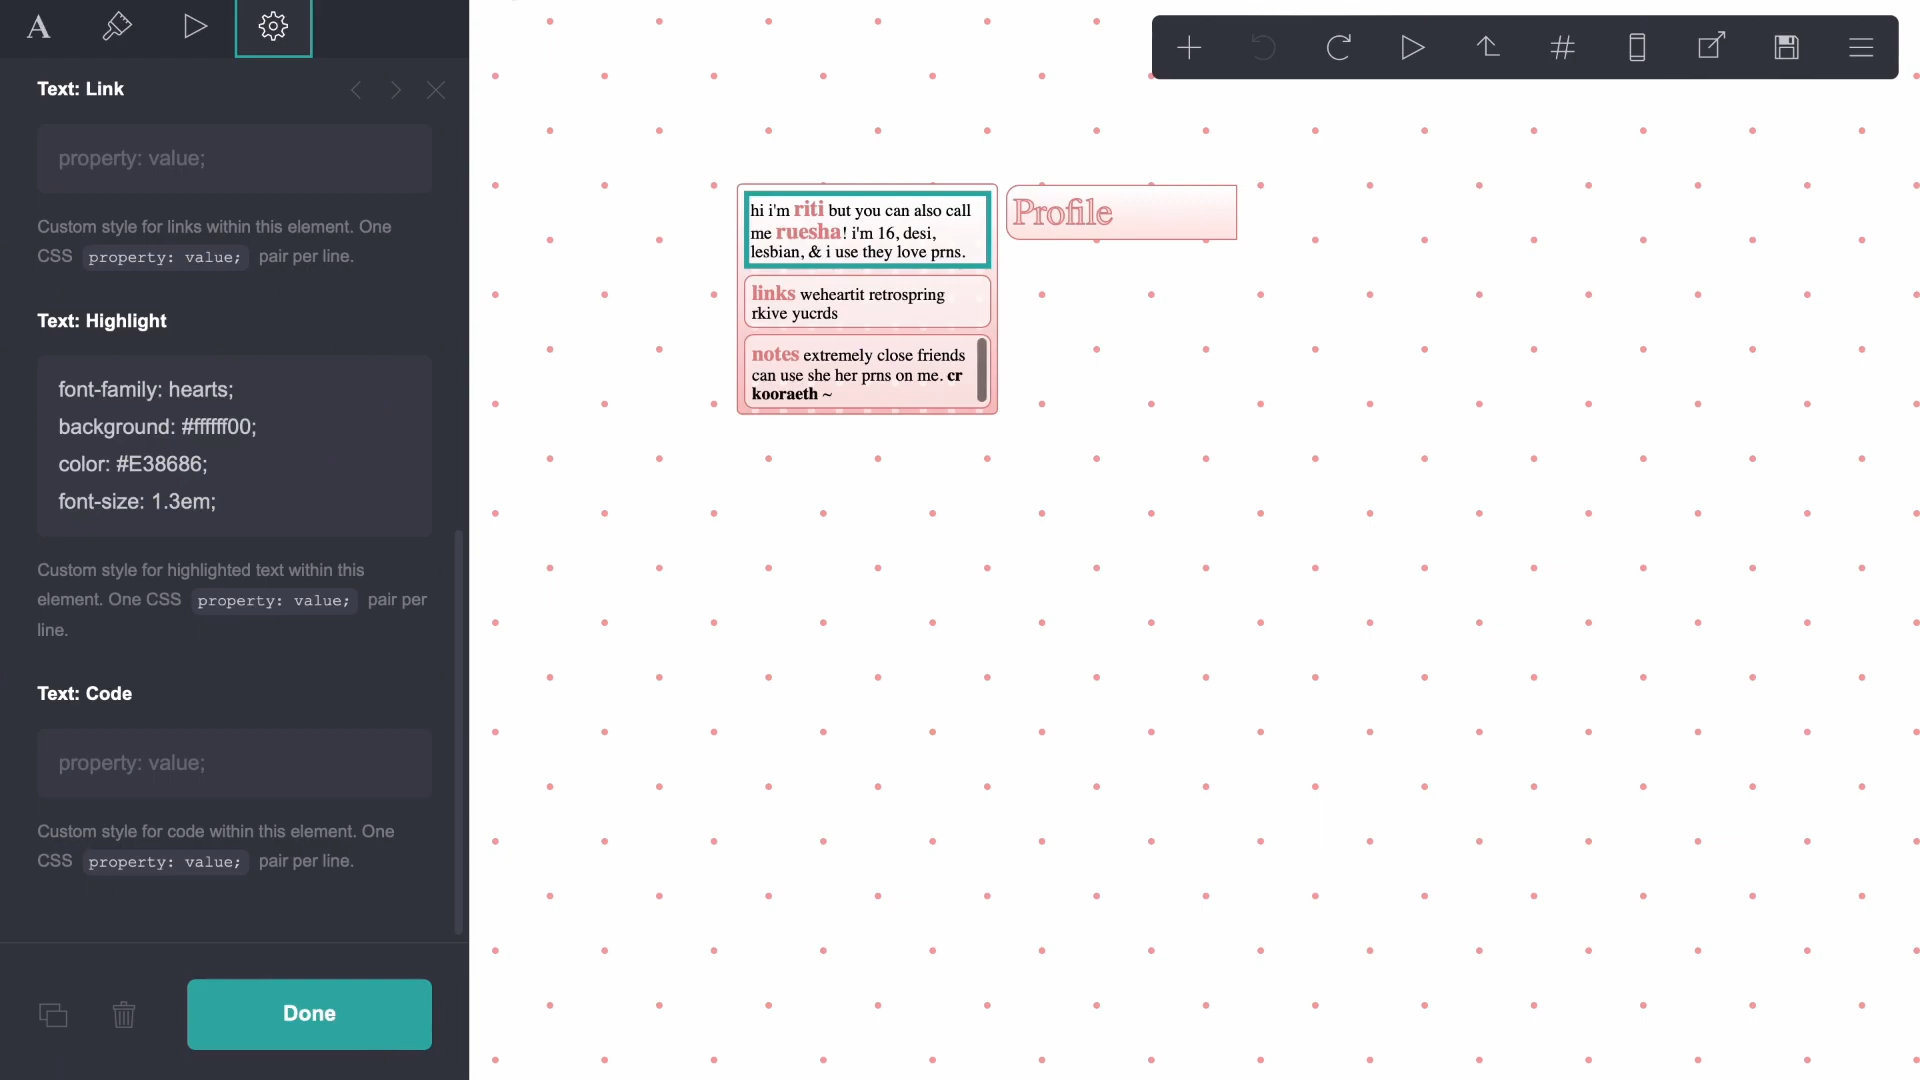 A
Text: Link
property: value;
Custom style for links within this element. One
CSS property: value; pair per line.
Text: Highlight
font-family: hearts;
background: #ffffff00;
color: #E38686;
font-size: 1.3em;
Custom style for highlighted text within this
element. One CSS property: value; pair per
line.
Text: Code
property: value;
Custom style for code within this element. One
CSS property: value; pair per line.
Done
hi i'm riti but you can also call
me ruesha! i'm 16, desi,
lesbian, & i use they love prns.
links weheartit retrospring
rkive yucrds
notes extremely close friends
can use she her prns on me. cr
kooraeth ~
Profile